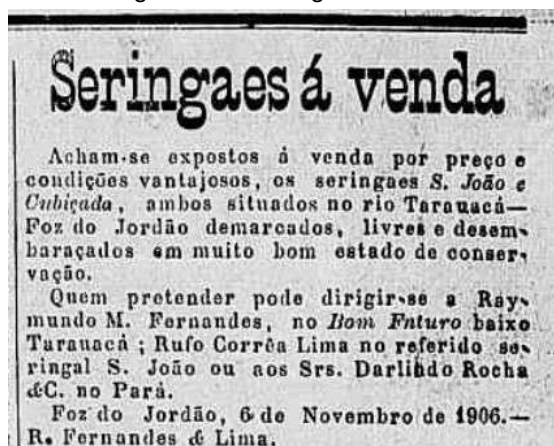 Seringaes á venda
Acham-se expostos á venda por preço e
condições vantajosos, os seringaes S. João e
Cubiçada, ambos situados no rio Tarauacá—
Foz do Jordão demarcados, livres e desem-
baraçados em muito bom estado de conser-
vação.
Quem pretender pode dirigir-se a Ray-
mundo M. Fernandes, no Bom Fnturo baixo
Tarauacá; Rufo Corrêa Lima no referido se-
ringal S. João ou aos Srs. Darlindo Rocha
&C. no Pará.
Foz do Jordão, 6 de Novembro de 1906.—
R. Fernandes & Lima.